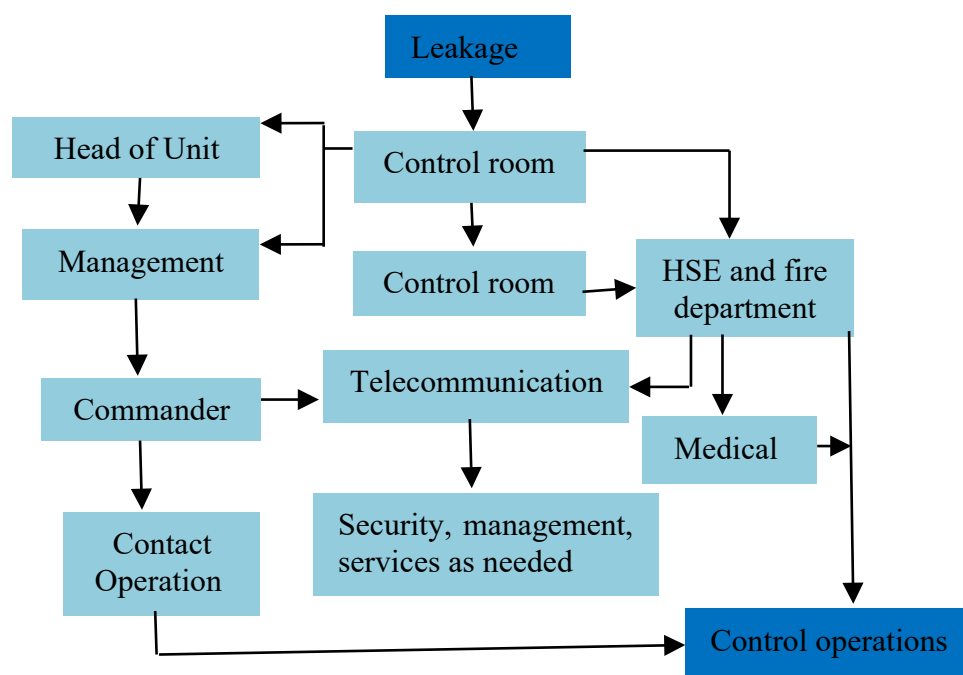 Leakage
Head of Unit
Control room
Management
Control room
HSE and fire
department
Telecommunication
Commander
Medical
Security, management,
services as needed
Contact
Operation
Control operations